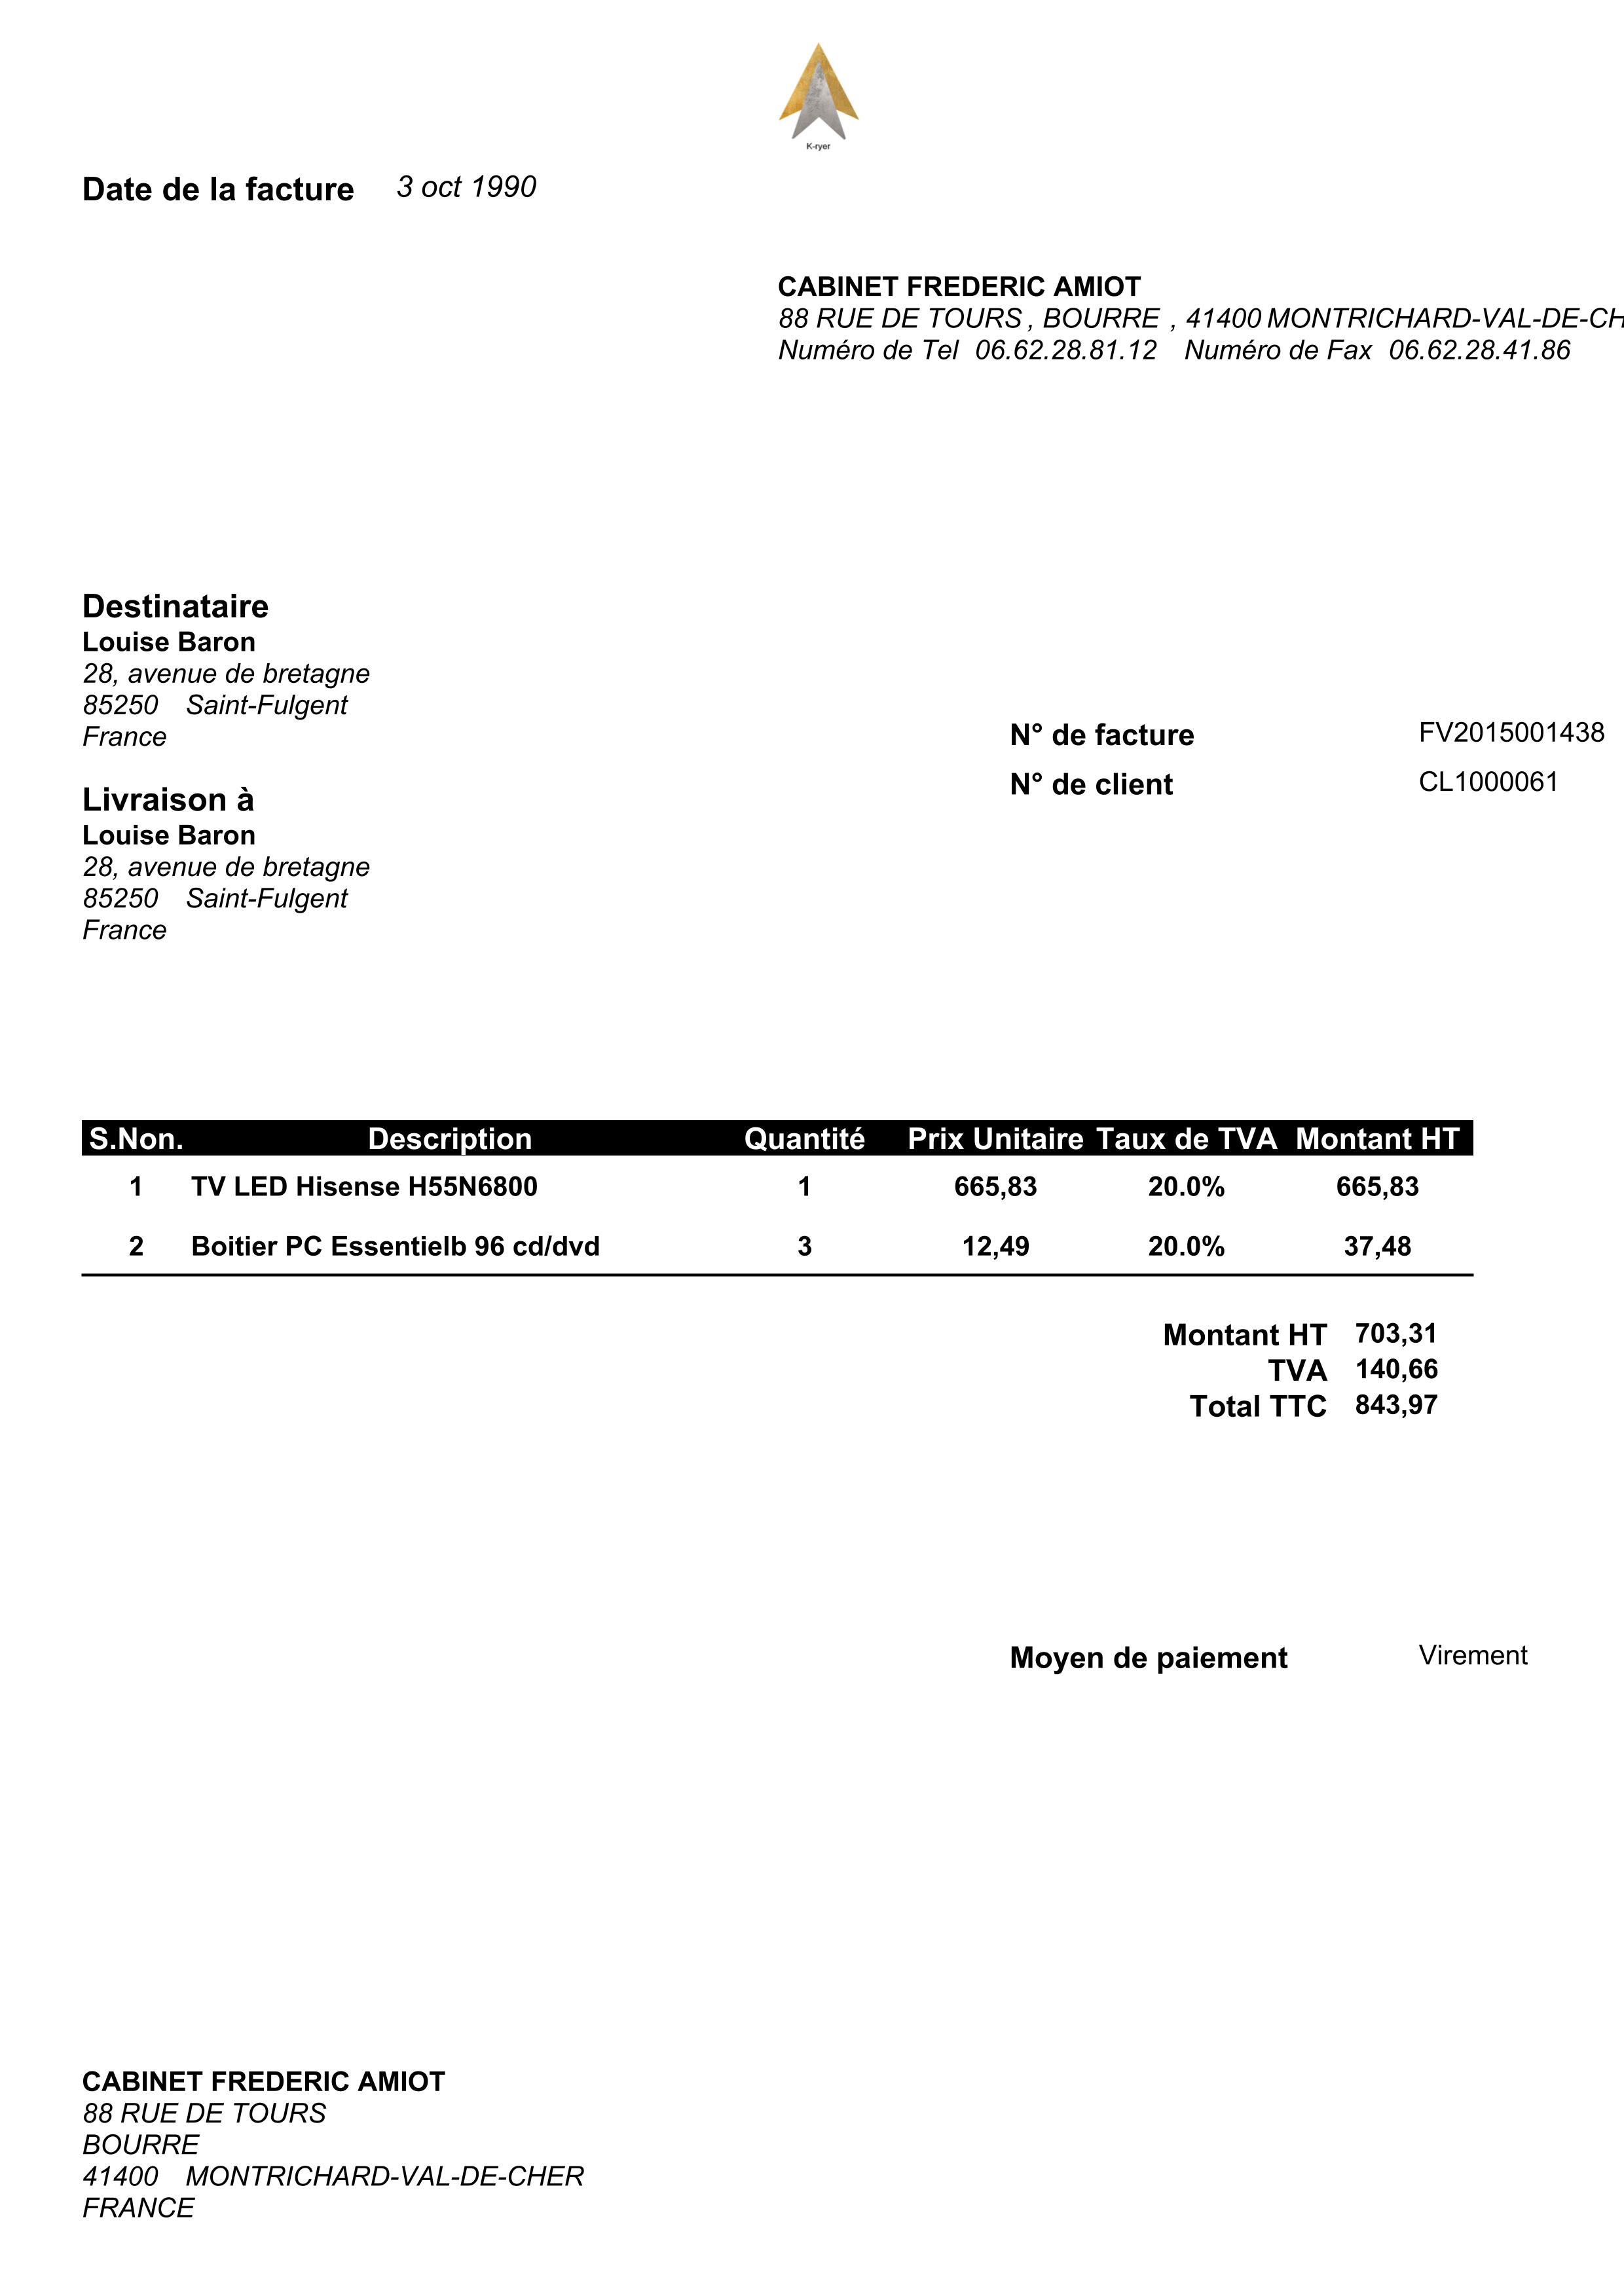 K-ryer
Date de la facture 3 oct 1990
CABINET FREDERIC AMIOT
88 RUE DE TOURS , BOURRE , 41400 MONTRICHARD-VAL-DE-CH
Numéro de Tel 06.62.28.81.12 Numéro de Fax 06.62.28.41.86
Destinataire
Louise Baron
28, avenue de bretagne
85250 Saint-Fulgent
France
N° de facture FV2015001438
N° de client CL1000061
Livraison à
Louise Baron
28, avenue de bretagne
85250 Saint-Fulgent
France
S.Non. Description Quantité Prix Unitaire Taux de TVA Montant HT
1 TV LED Hisense H55N6800 1 665,83 20.0% 665,83
2 Boitier PC Essentielb 96 cd/dvd 3 12,49 20.0% 37,48
Montant HT 703,31
TVA 140,66
Total TTC 843,97
Moyen de paiement Virement
CABINET FREDERIC AMIOT
88 RUE DE TOURS
BOURRE
41400 MONTRICHARD-VAL-DE-CHER
FRANCE